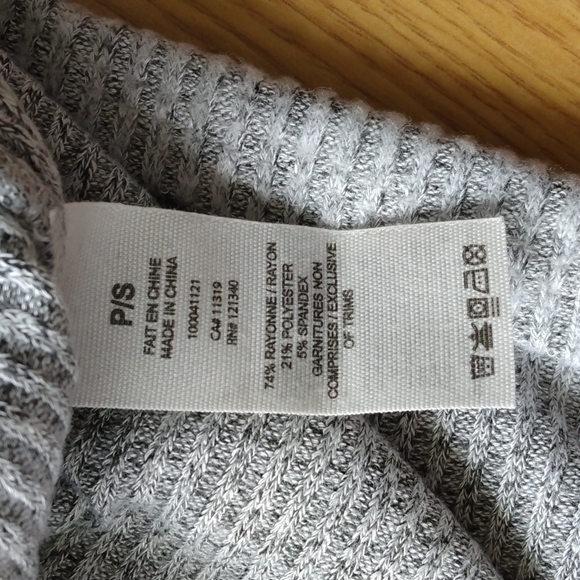 P/S
FAIT EN CHINE
MADE IN CHINA
100041121
CA# 11319
RN# 121340
74% RAYONNE / RAYON
21% POLYESTER
5% SPANDEX
GARNITURES NON
COMPRISES / EXCLUSIVE
OF TRIMS